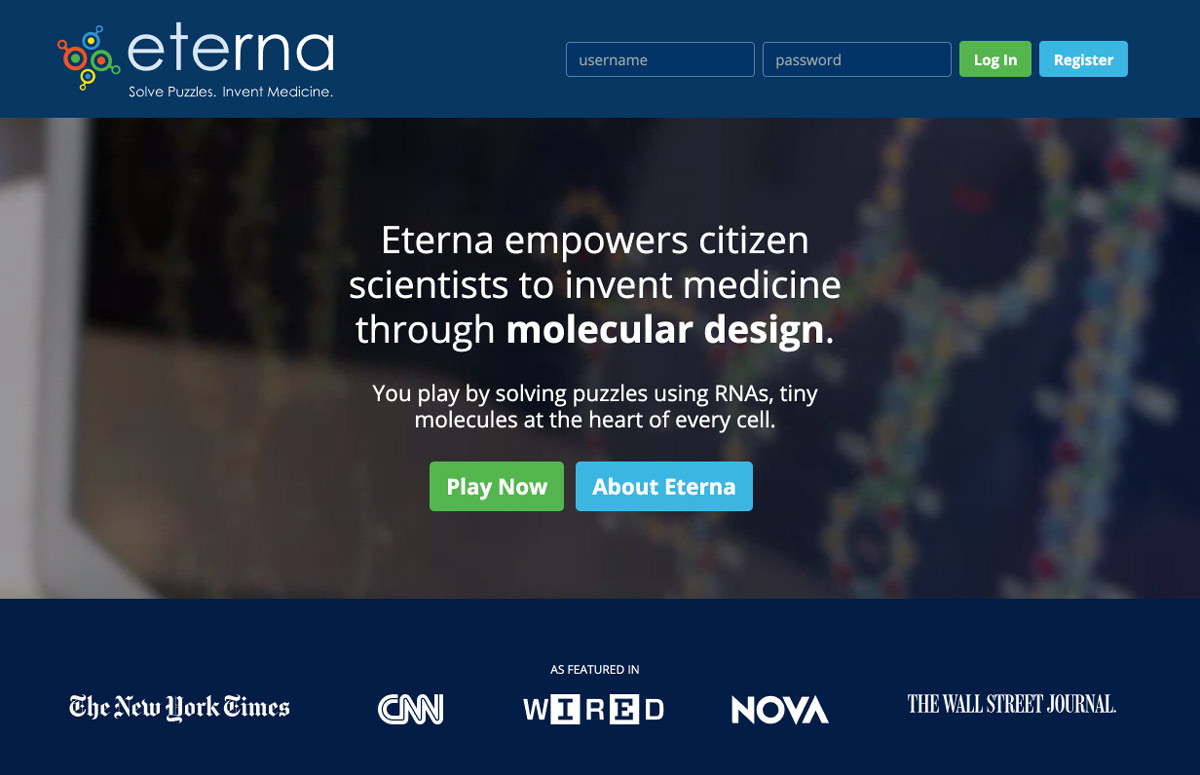 eterna
Solve Puzzles. Invent Medicine.
username
password
Log In
Register
Eterna empowers citizen
scientists to invent medicine
through molecular design.
You play by solving puzzles using RNAs, tiny
molecules at the heart of every cell.
Play Now
About Eterna
AS FEATURED IN
The New York Times
CNN
WIRED
NOVA
THE WALL STREET JOURNAL.